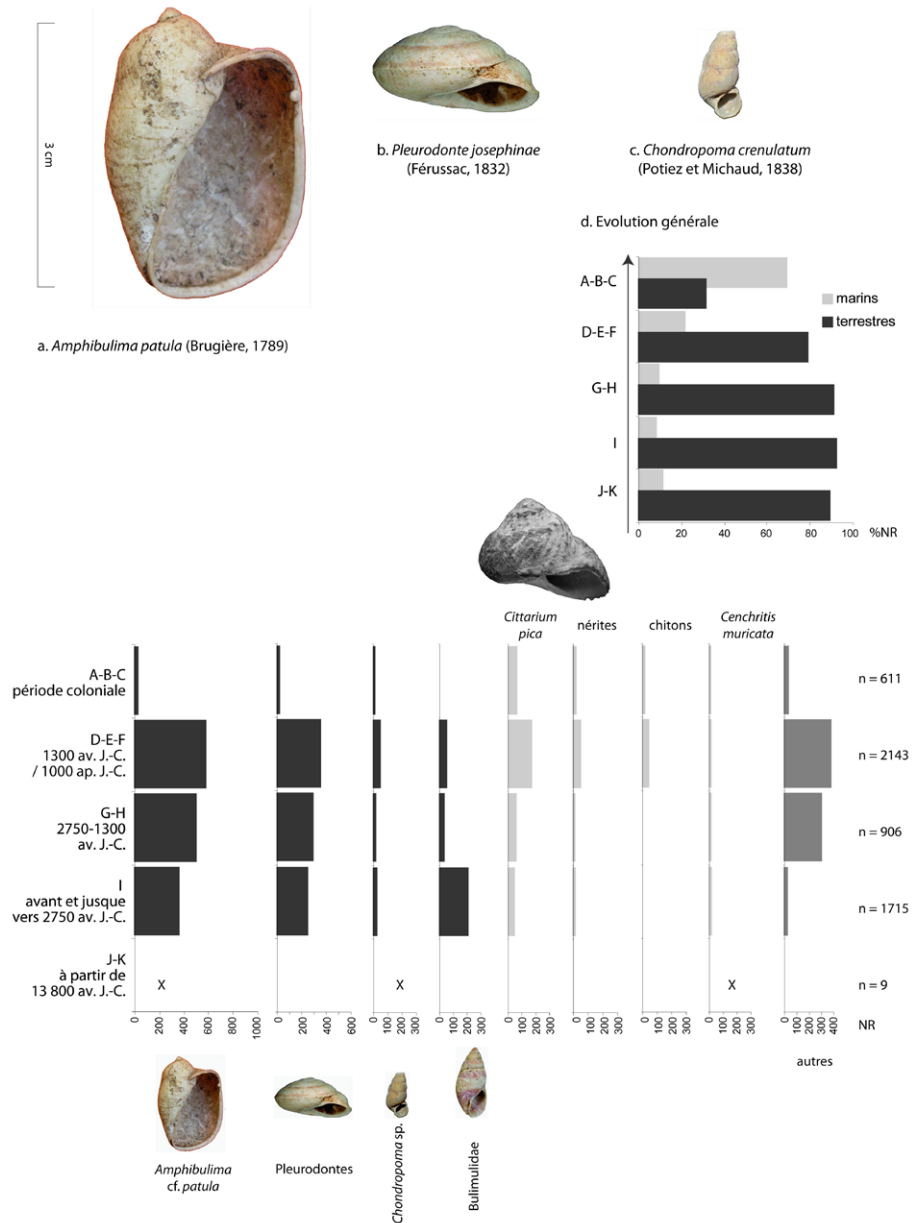 3 cm
a. Amphibulima patula (Brugière, 1789)
b. Pleurodonte josephinae
(Férussac, 1832)
c. Chondropoma crenulatum
(Potiez et Michaud, 1838)
d. Evolution générale
A-B-C
D-E-F
G-H
I
J-K
marins
terrestres
0 20 40 60 80 100 %NR
Cittarium
pica
nérites
chitons
Cenchritis
muricata
A-B-C
période coloniale
n = 611
D-E-F
1300 av. J.-C.
/ 1000 ap. J.-C.
n = 2143
G-H
2750-1300
av. J.-C.
n = 906
I
avant et jusque
vers 2750 av. J.-C.
n = 1715
J-K
à partir de
13 800 av. J.-C.
X X X
n = 9
0 200 400 600 800 1000
0 200 400 600
0 100 200 300
0 100 200 300
0 100 200 300
0 100 200 300
0 100 200 300
0 100 200 300
0 100 200 300 400
NR
autres
Amphibulima
cf. patula
Pleurodontes
Chondropoma sp.
Bulimulidae